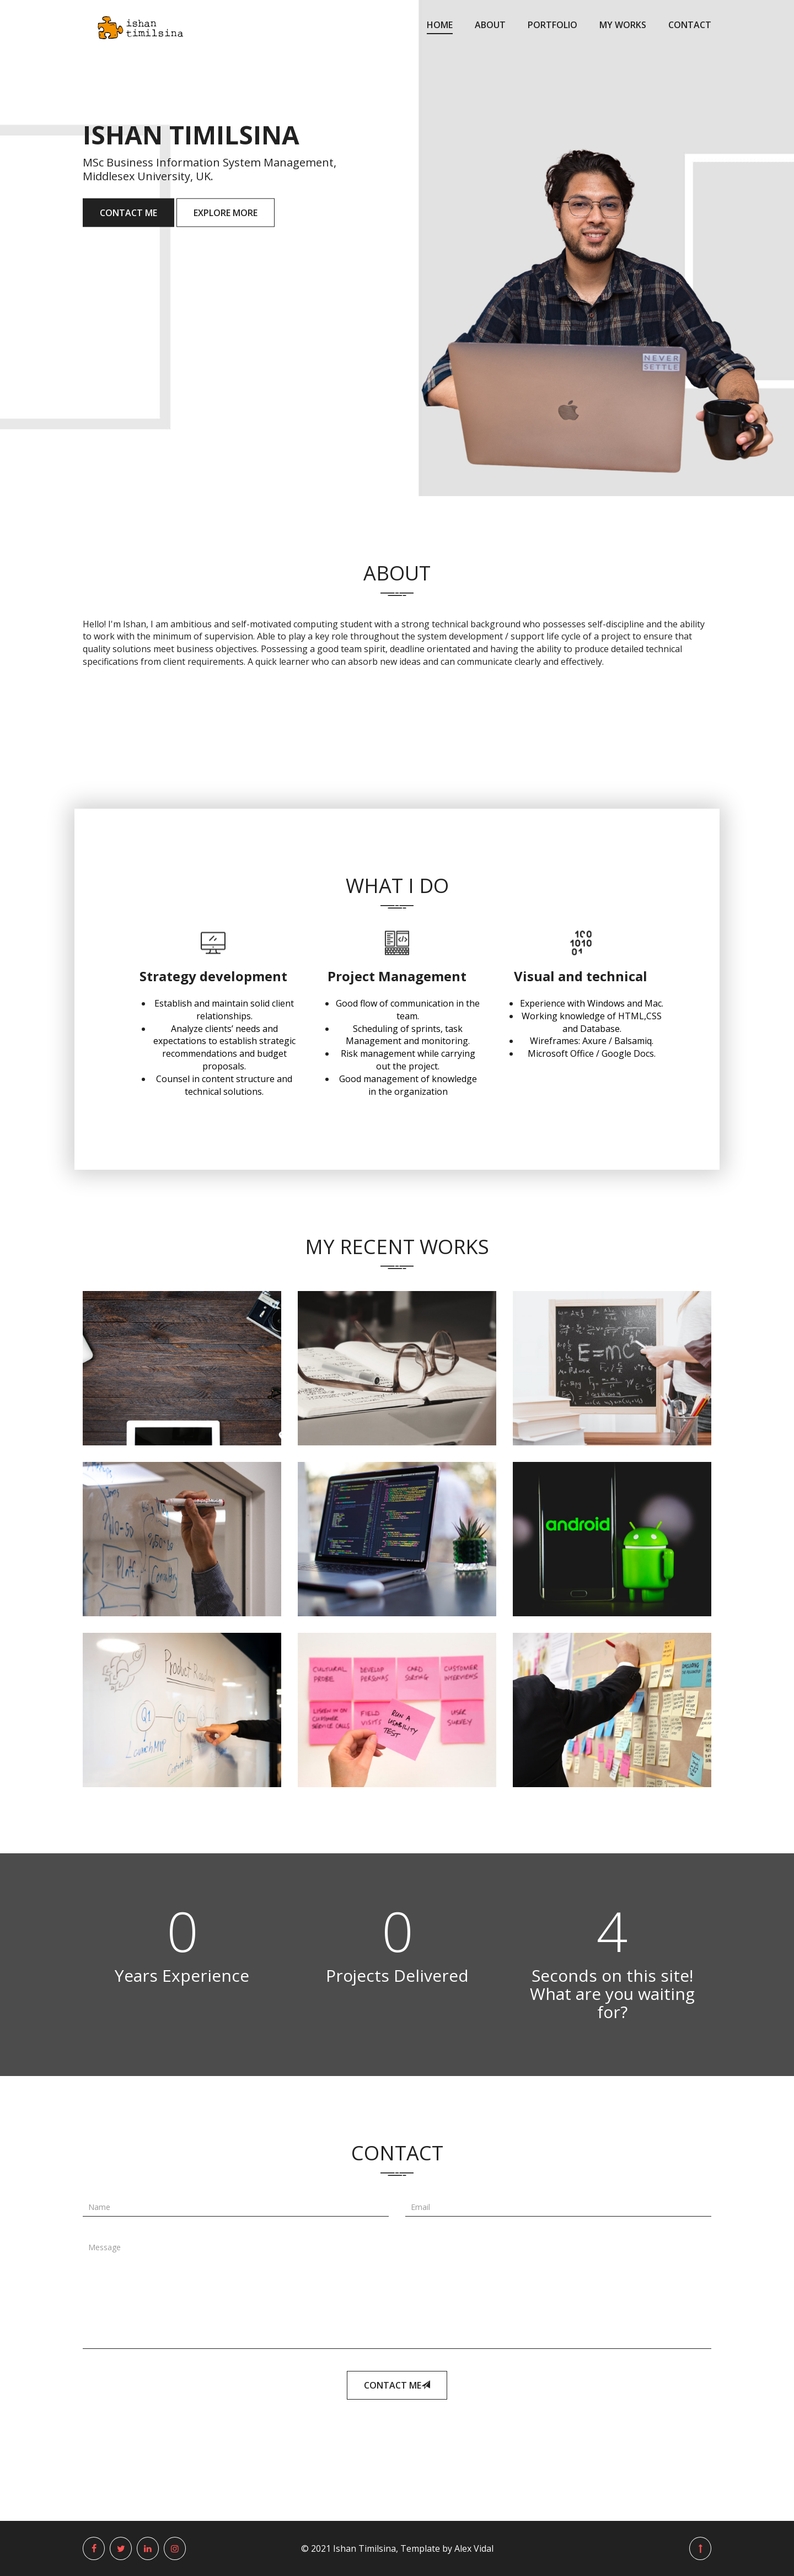 ishan
timilsina
HOME ABOUT PORTFOLIO MY WORKS CONTACT
ISHAN TIMILSINA
MSc Business Information System Management,
Middlesex University, UK.
CONTACT ME EXPLORE MORE
NEVER
SETTLE
ABOUT
Hello! I'm Ishan, I am ambitious and self-motivated computing student with a strong technical background who possesses self-discipline and the ability
to work with the minimum of supervision. Able to play a key role throughout the system development / support life cycle of a project to ensure that
quality solutions meet business objectives. Possessing a good team spirit, deadline orientated and having the ability to produce detailed technical
specifications from client requirements. A quick learner who can absorb new ideas and can communicate clearly and effectively.
WHAT I DO
Strategy development
• Establish and maintain solid client
relationships.
• Analyze clients’ needs and
expectations to establish strategic
recommendations and budget
proposals.
• Counsel in content structure and
technical solutions.
Project Management
• Good flow of communication in the
team.
• Scheduling of sprints, task
Management and monitoring.
• Risk management while carrying
out the project.
• Good management of knowledge
in the organization
Visual and technical
• Experience with Windows and Mac.
• Working knowledge of HTML,CSS
and Database.
• Wireframes: Axure / Balsamiq.
• Microsoft Office / Google Docs.
MY RECENT WORKS
E=mc²
android
Product
Q1
Launch MVP
CULTURAL
PROBE
DEVELOP
PERSONAS
CARD
SORTING
CUSTOMER
INTERVIEWS
LISTEN IN ON
CUSTOMER
SERVICE CALLS
FIELD
VISITS
RUN A
USABILITY
TEST
USER
SURVEY
0
Years Experience
0
Projects Delivered
4
Seconds on this site!
What are you waiting
for?
CONTACT
Name Email
Message
CONTACT ME
© 2021 Ishan Timilsina, Template by Alex Vidal